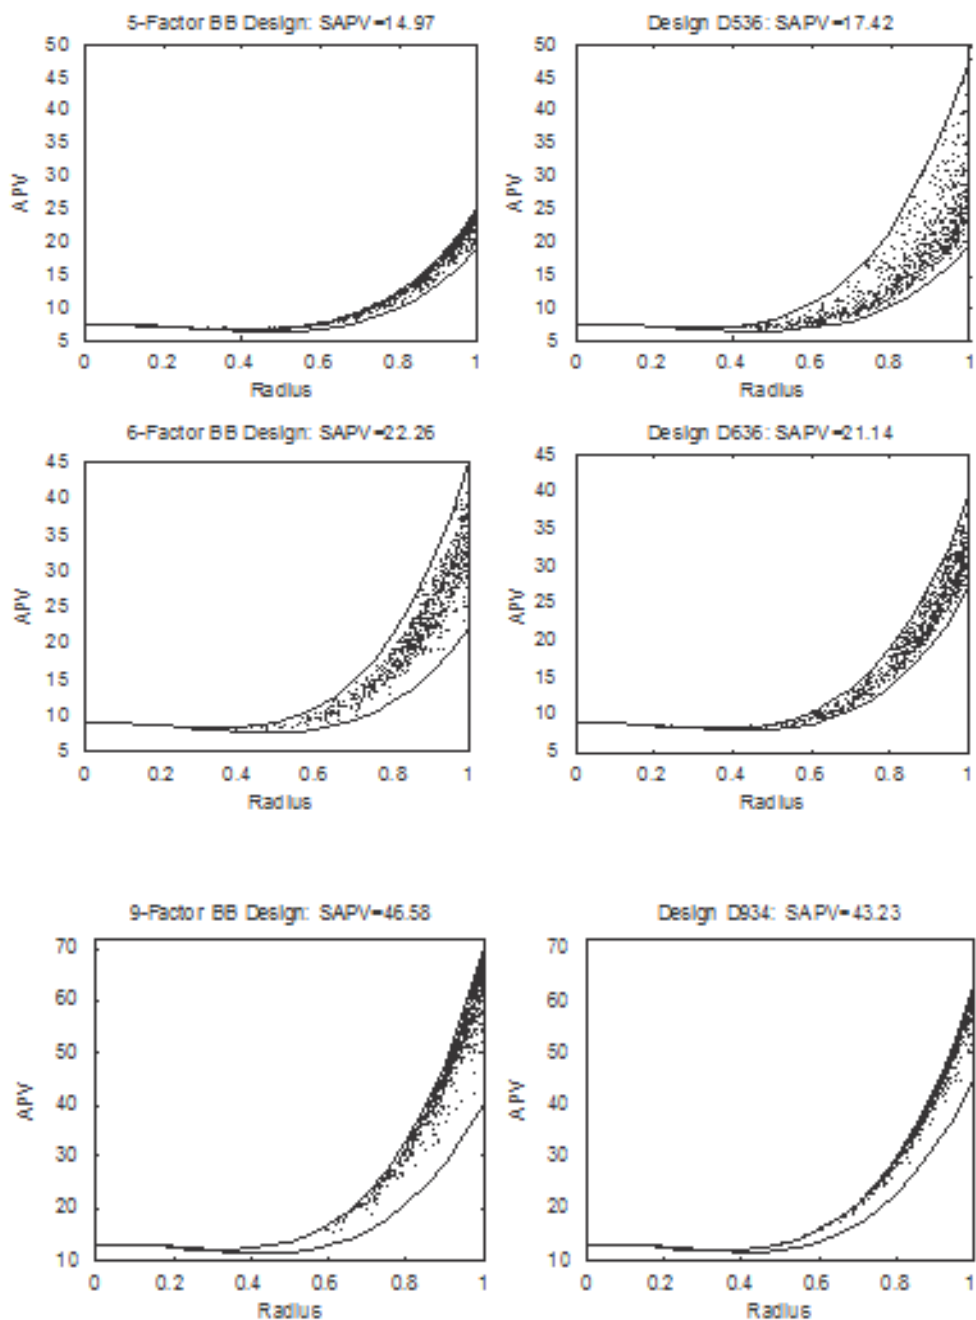 5-Factor BB Design: SAPV=14.97
50
45
40
35
30
25
20
15
10
5
APV
0 0.2 0.4 0.6 0.8 1
Radius
Design D536: SAPV=17.42
50
45
40
35
30
25
20
15
10
5
APV
0 0.2 0.4 0.6 0.8 1
Radius
6-Factor BB Design: SAPV=22.26
45
40
35
30
25
20
15
10
5
APV
0 0.2 0.4 0.6 0.8 1
Radius
Design D636: SAPV=21.14
45
40
35
30
25
20
15
10
5
APV
0 0.2 0.4 0.6 0.8 1
Radius
9-Factor BB Design: SAPV=46.58
70
60
50
40
30
20
10
APV
0 0.2 0.4 0.6 0.8 1
Radius
Design D934: SAPV=43.23
70
60
50
40
30
20
10
APV
0 0.2 0.4 0.6 0.8 1
Radius